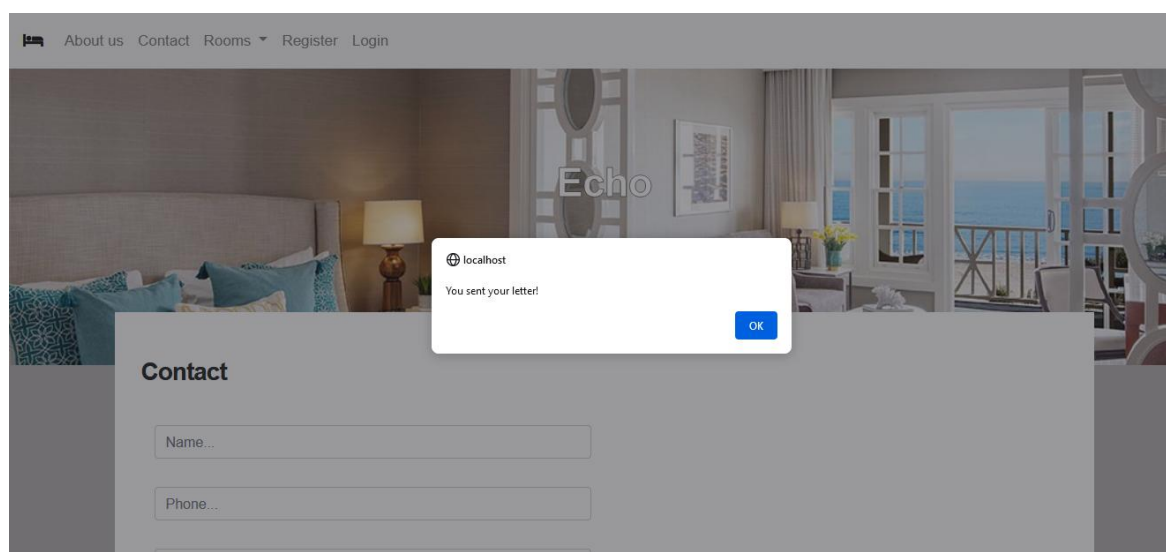 About us Contact Rooms Register Login
Echo
localhost
You sent your letter!
OK
Contact
Name...
Phone...